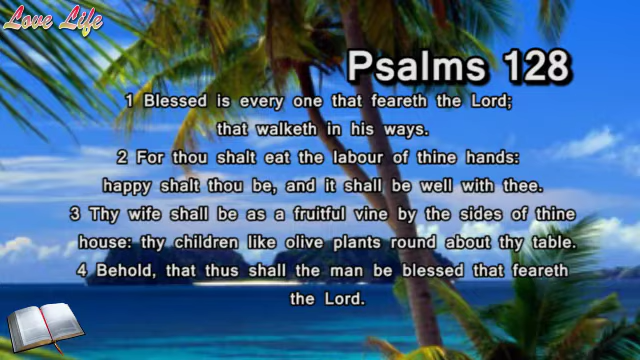 Love Life
Psalms 128
1 Blessed is every one that feareth the Lord;
that walketh in his ways.
2 For thou shalt eat the labour of thine hands:
happy shalt thou be, and it shall be well with thee.
3 Thy wife shall be as a fruitful vine by the sides of thine
house: thy children like olive plants round about thy table.
4 Behold, that thus shall the man be blessed that feareth
the Lord.